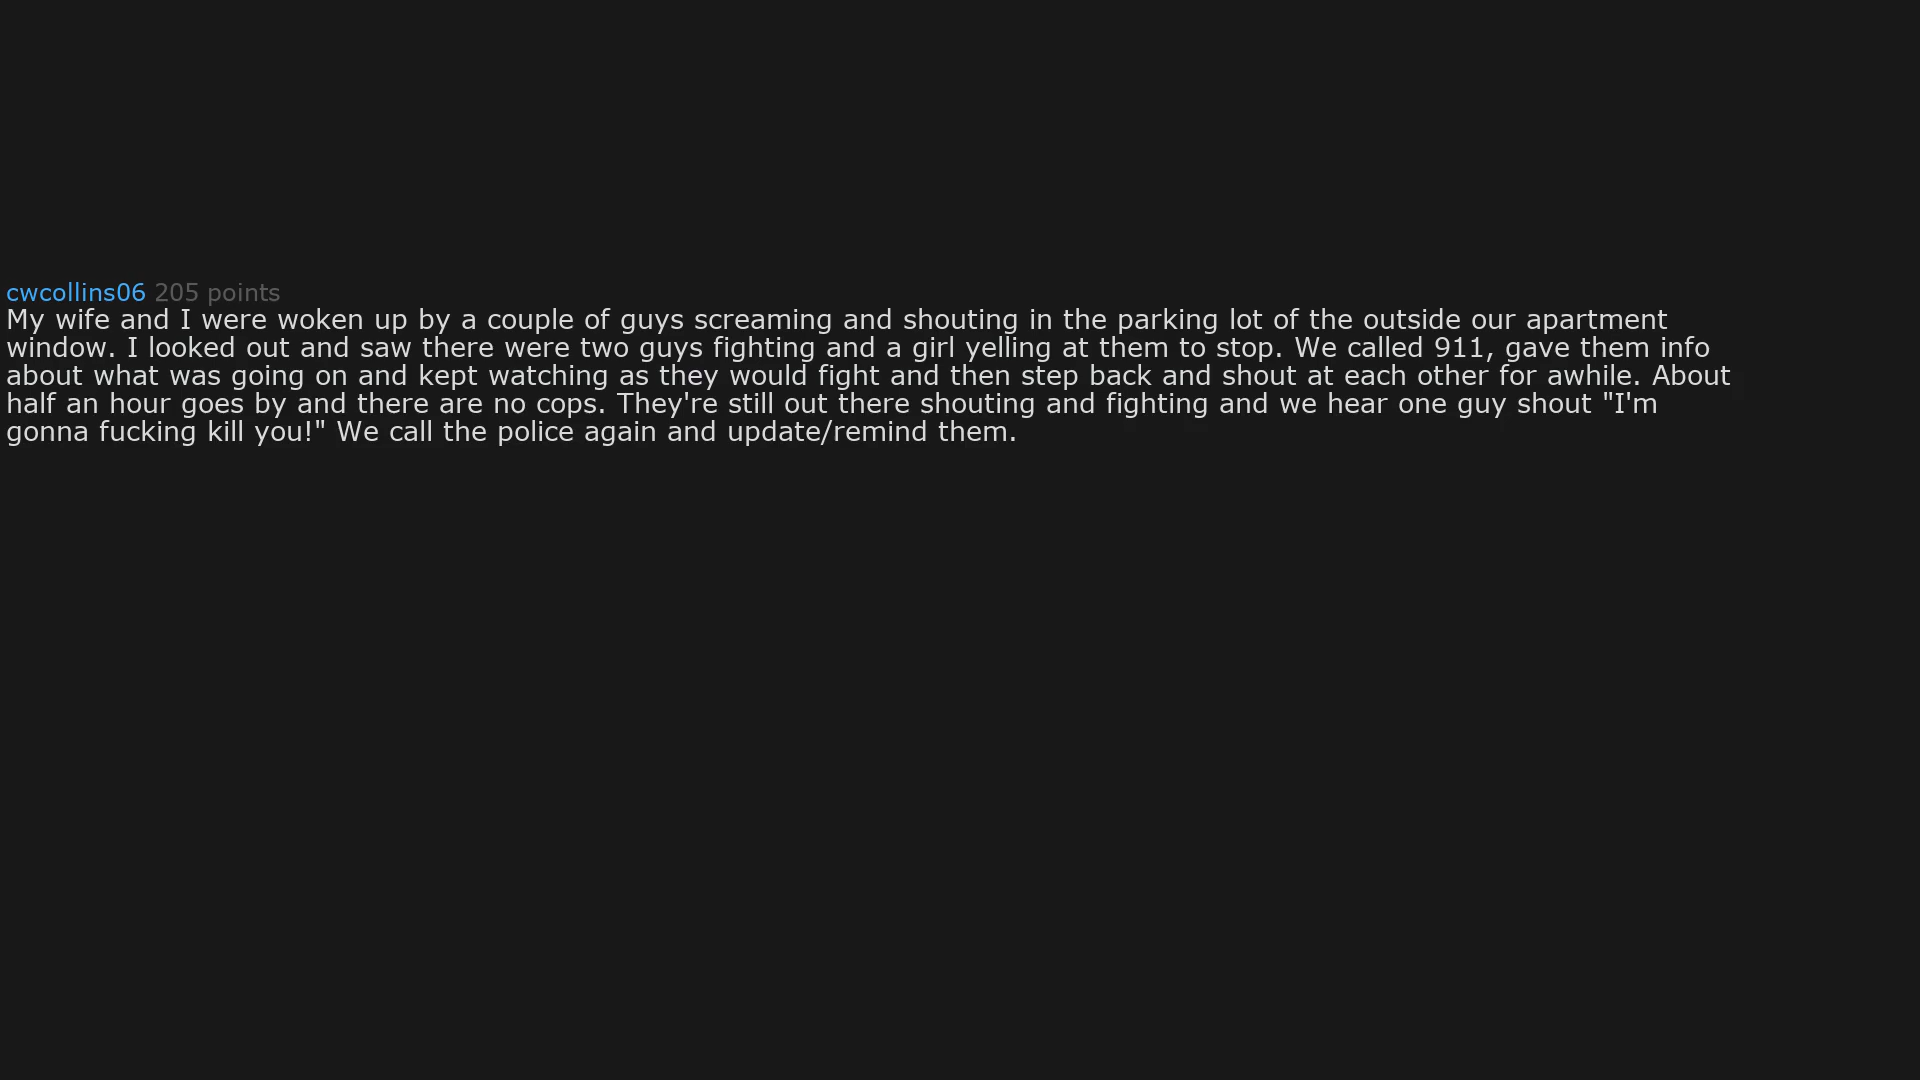 cwcollins06 205 points
My wife and I were woken up by a couple of guys screaming and shouting in the parking lot of the outside our apartment
window. I looked out and saw there were two guys fighting and a girl yelling at them to stop. We called 911, gave them info
about what was going on and kept watching as they would fight and then step back and shout at each other for awhile. About
half an hour goes by and there are no cops. They're still out there shouting and fighting and we hear one guy shout "I'm
gonna fucking kill you!" We call the police again and update/remind them.